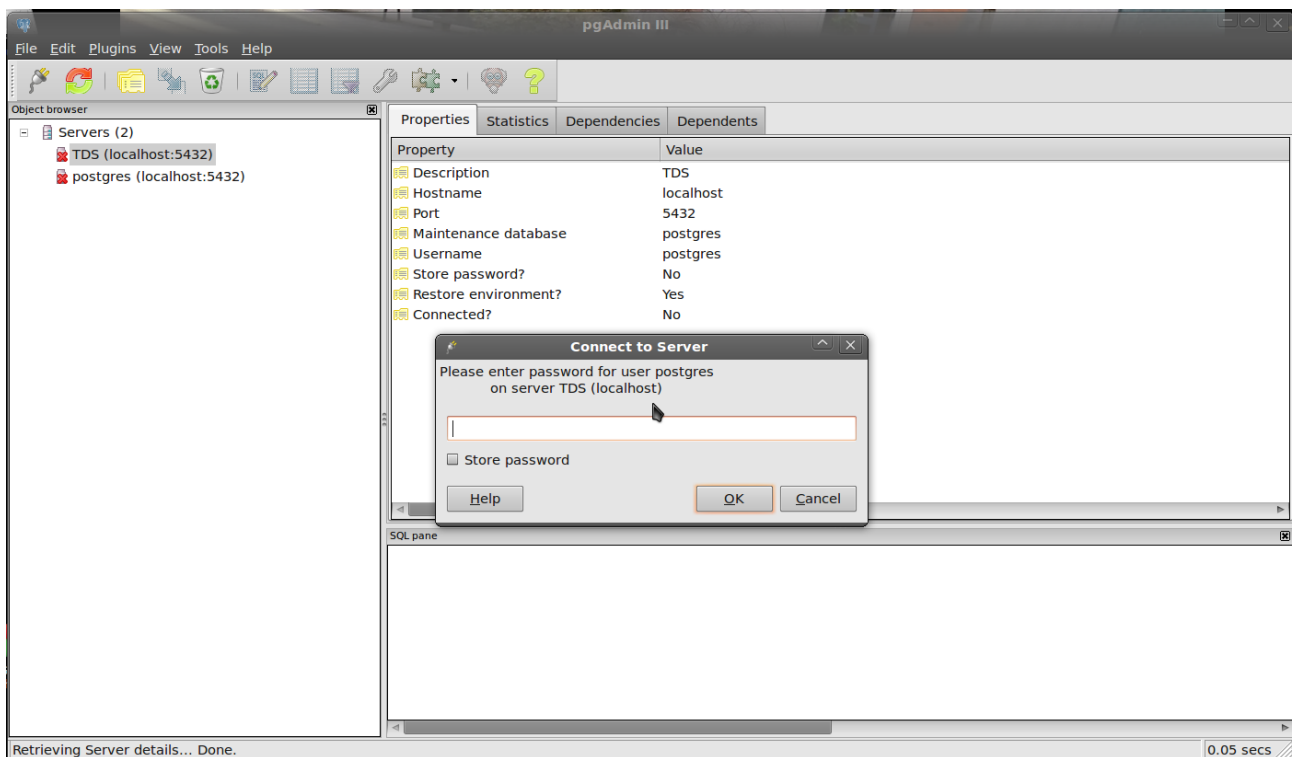 pgAdmin III
File Edit Plugins View Tools Help
Object browser
Servers (2)
TDS (localhost:5432)
postgres (localhost:5432)
Properties Statistics Dependencies Dependents
Property Value
Description TDS
Hostname localhost
Port 5432
Maintenance database postgres
Username postgres
Store password? No
Restore environment? Yes
Connected? No
Connect to Server
Please enter password for user postgres
on server TDS (localhost)
Store password
Help OK Cancel
SQL pane
Retrieving Server details... Done. 0.05 secs